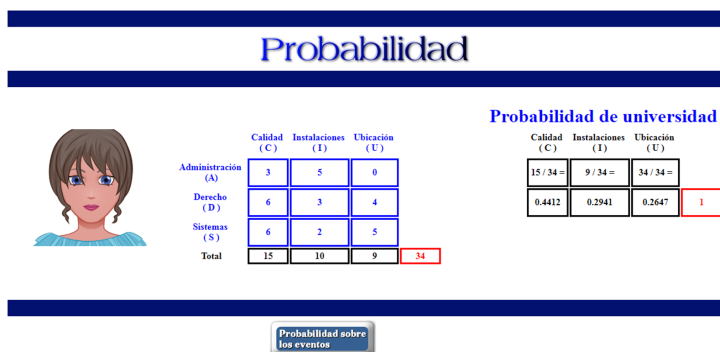 Probabilidad
Probabilidad de universidad
Calidad Instalaciones Ubicación
( C ) ( I ) ( U )
Administración
(A)
3 5 0
Derecho
( D )
6 3 4
Sistemas
( S )
6 2 5
Total 15 10 9 34
Calidad Instalaciones Ubicación
( C ) ( I ) ( U )
15 / 34 = 9 / 34 = 34 / 34 =
0.4412 0.2941 0.2647 1
Probabilidad sobre
los eventos